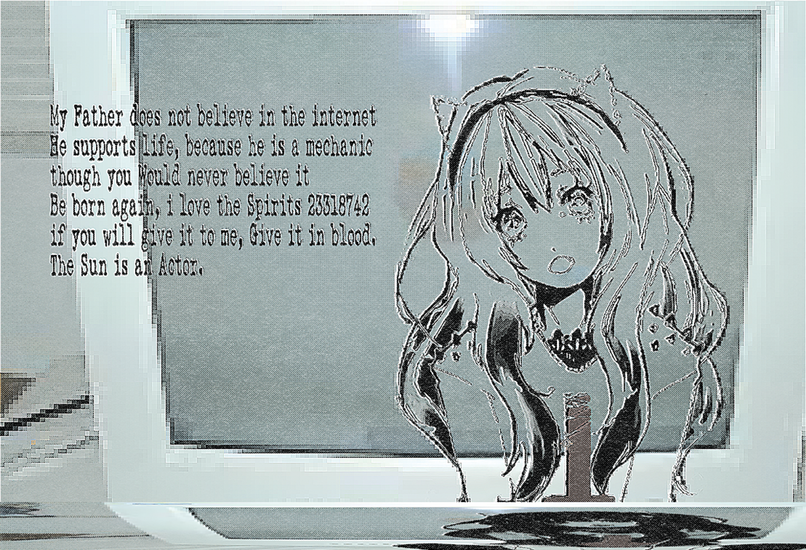 My Father does not believe in the internet
He supports life, because he is a mechanic
though you Would never believe it
Be born again, i love the Spirits 23318742
if you will give it to me, Give it in blood.
The Sun is an Actor.